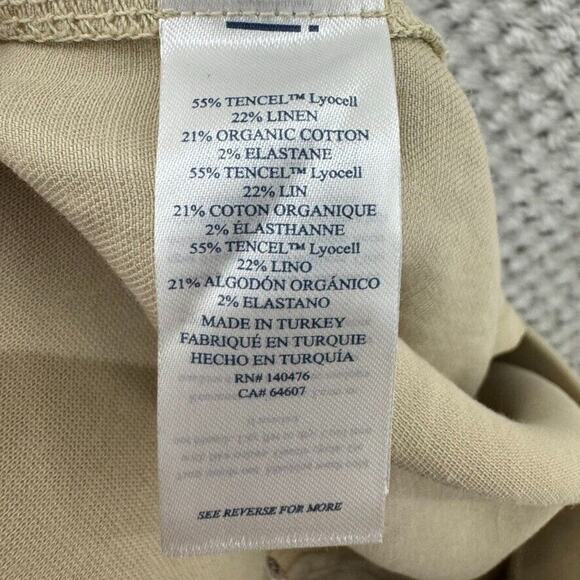 55% TENCEL™ Lyocell
22% LINEN
21% ORGANIC COTTON
2% ELASTANE
55% TENCEL™ Lyocell
22% LIN
21% COTON ORGANIQUE
2% ÉLASTHANNE
55% TENCEL™ Lyocell
22% LINO
21% ALGODÓN ORGÁNICO
2% ELASTANO
MADE IN TURKEY
FABRIQUÉ EN TURQUIE
HECHO EN TURQUÍA
RN# 140476
CA# 64607
SEE REVERSE FOR MORE